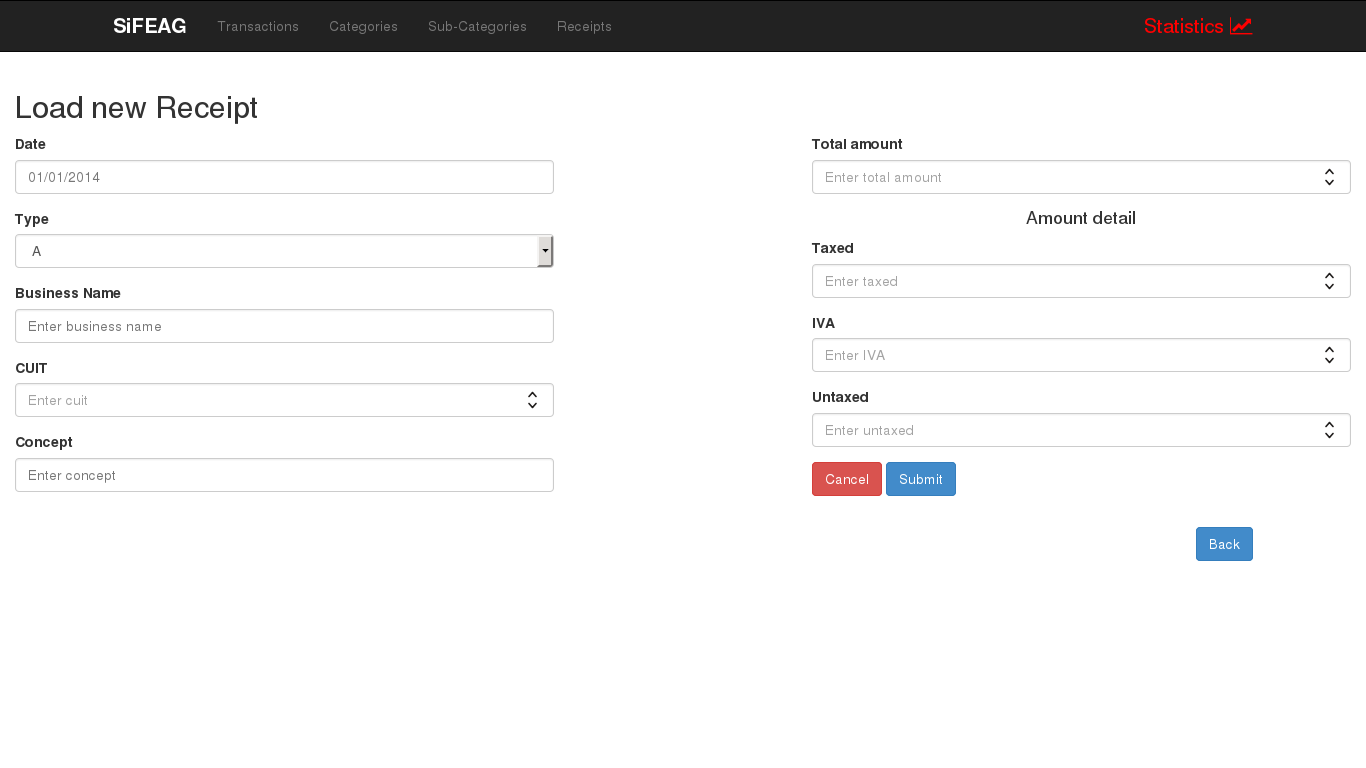 SiFEAG Transactions Categories Sub-Categories Receipts Statistics
Load new Receipt
Date
01/01/2014
Type
A
Business Name
Enter business name
CUIT
Enter cuit
Concept
Enter concept
Total amount
Enter total amount
Amount detail
Taxed
Enter taxed
IVA
Enter IVA
Untaxed
Enter untaxed
Cancel Submit
Back